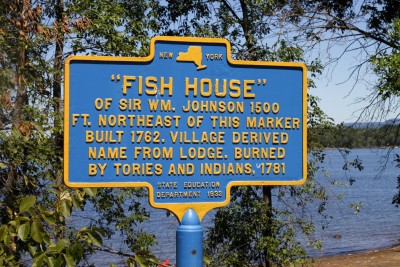 NEW YORK
"FISH HOUSE"
OF SIR WM. JOHNSON 1500
FT. NORTHEAST OF THIS MARKER
BUILT 1762. VILLAGE DERIVED
NAME FROM LODGE. BURNED
BY TORIES AND INDIANS, 1781
STATE EDUCATION
DEPARTMENT 1932